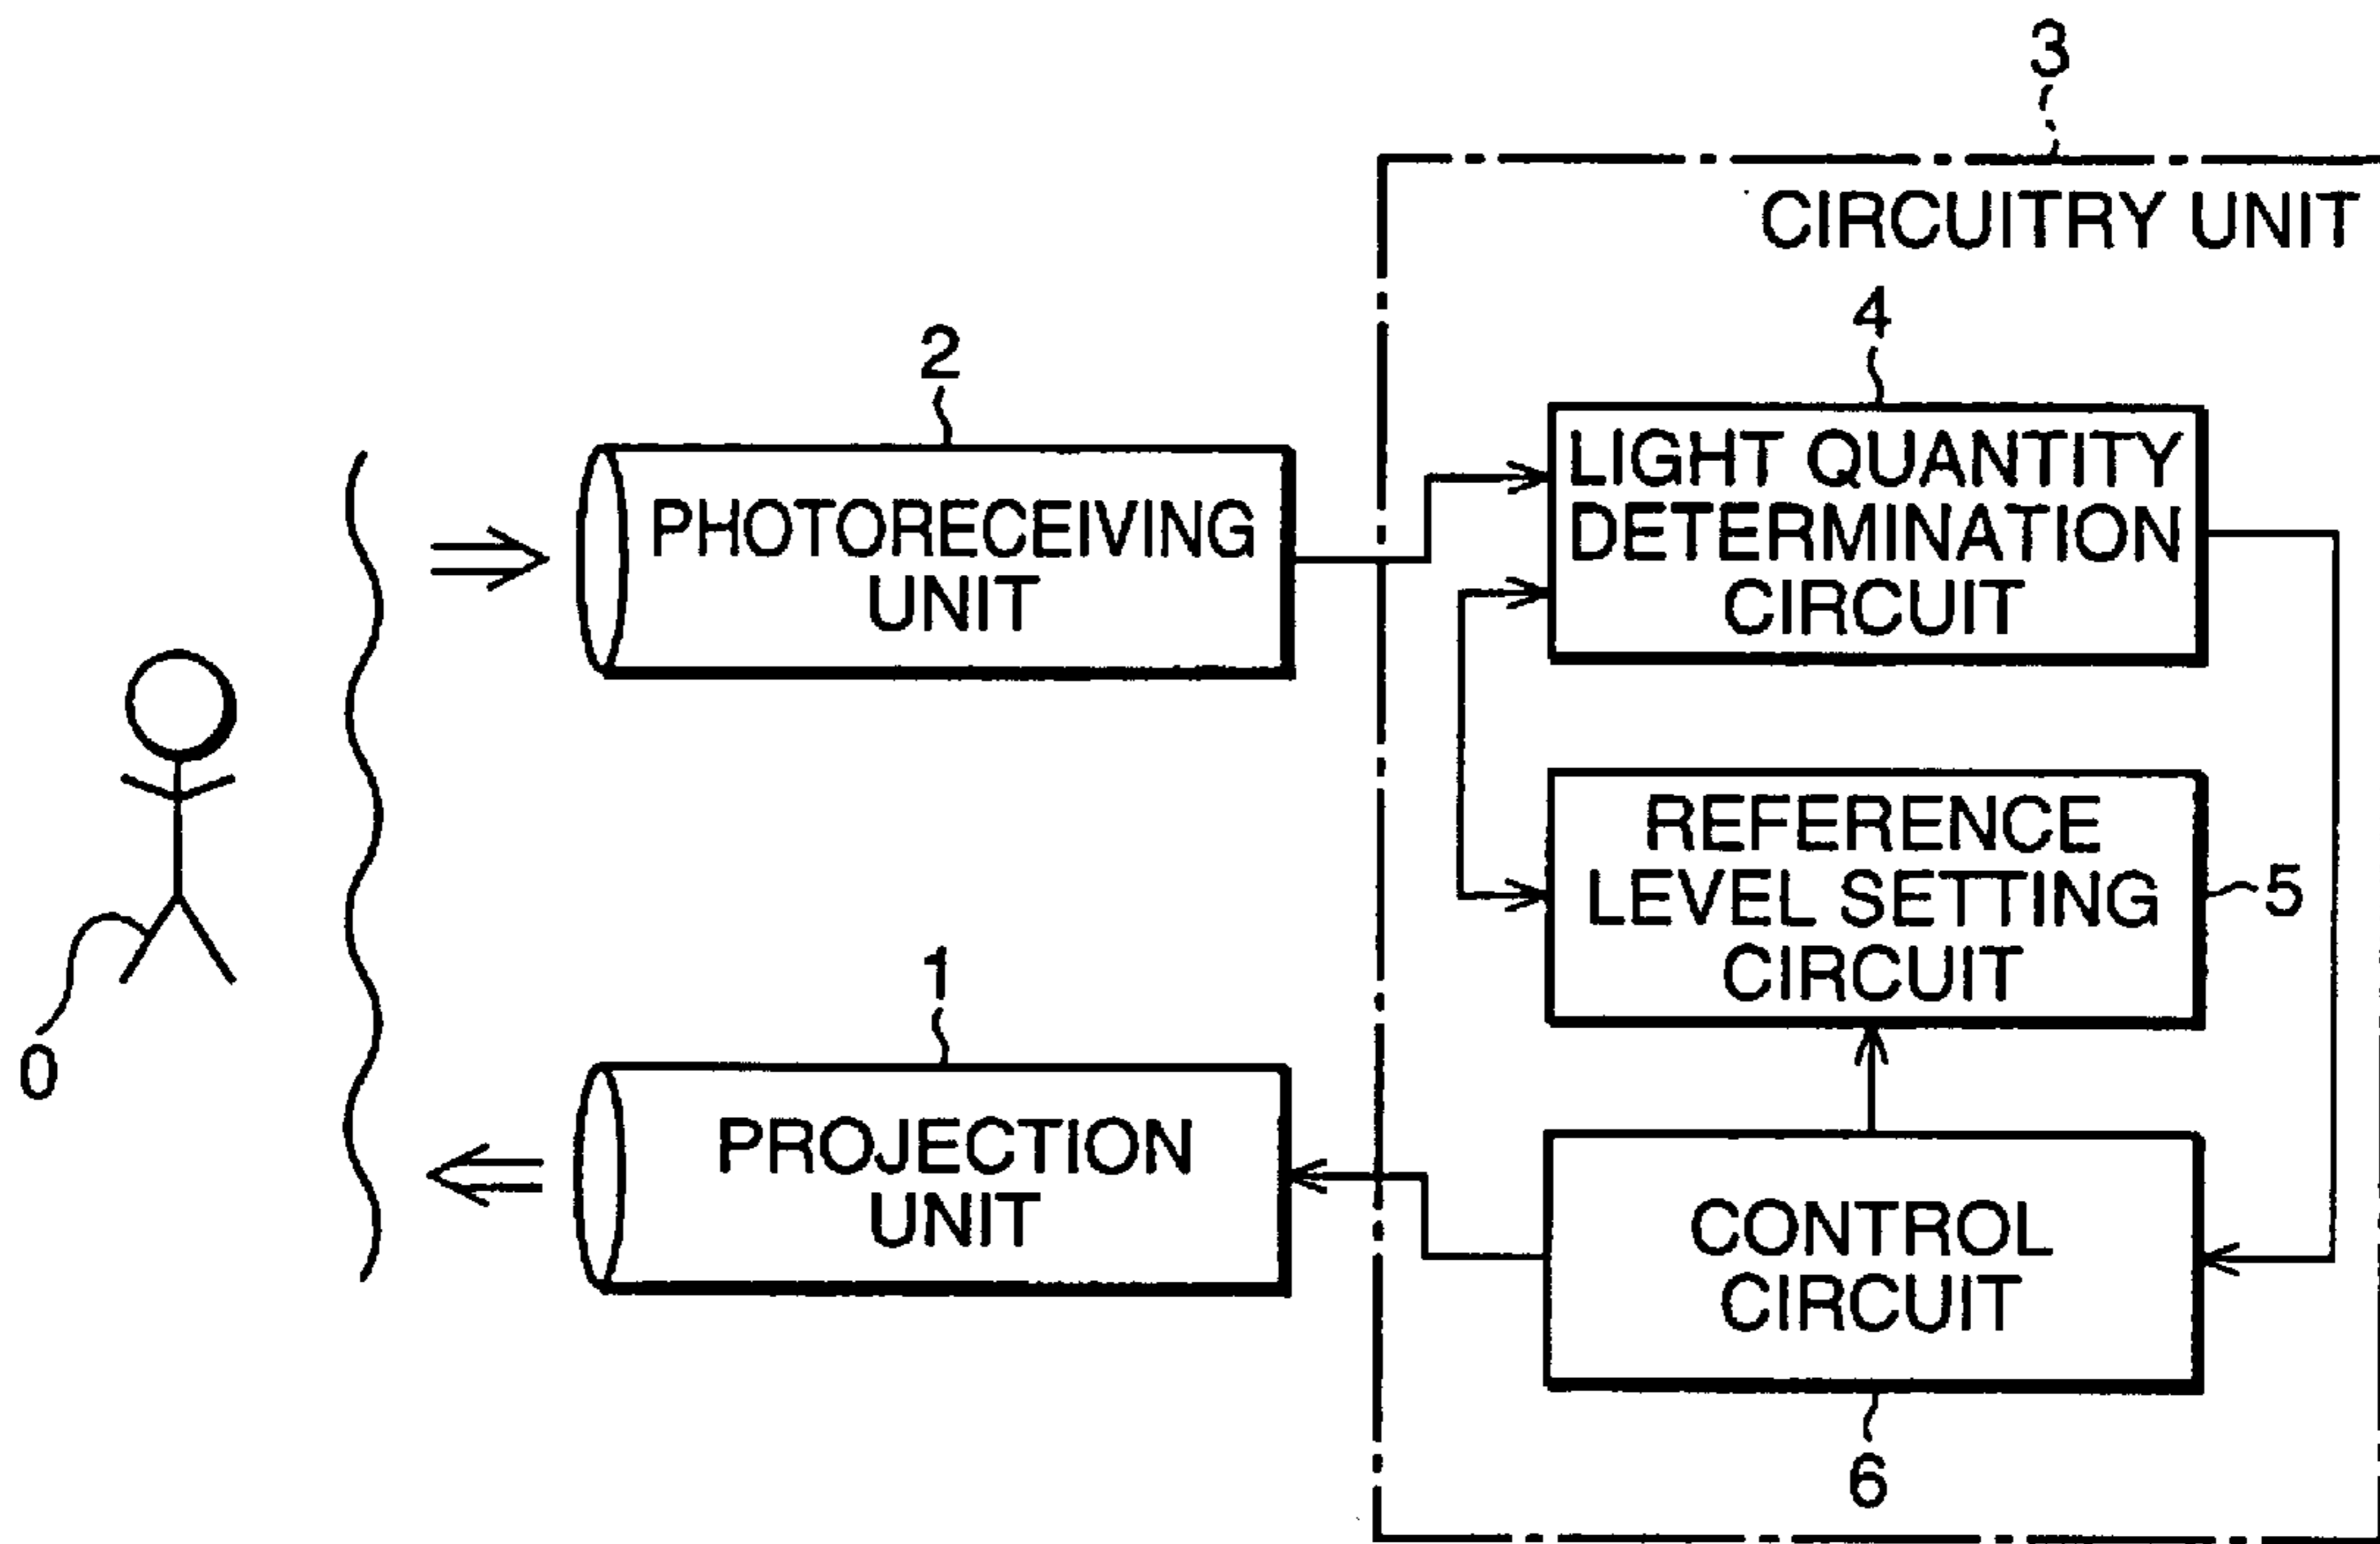 3
CIRCUITRY UNIT
4
2
LIGHT QUANTITY
DETERMINATION
CIRCUIT
PHOTORECEIVING
UNIT
REFERENCE
LEVEL SETTING
CIRCUIT
5
1
0
PROJECTION
UNIT
CONTROL
CIRCUIT
6